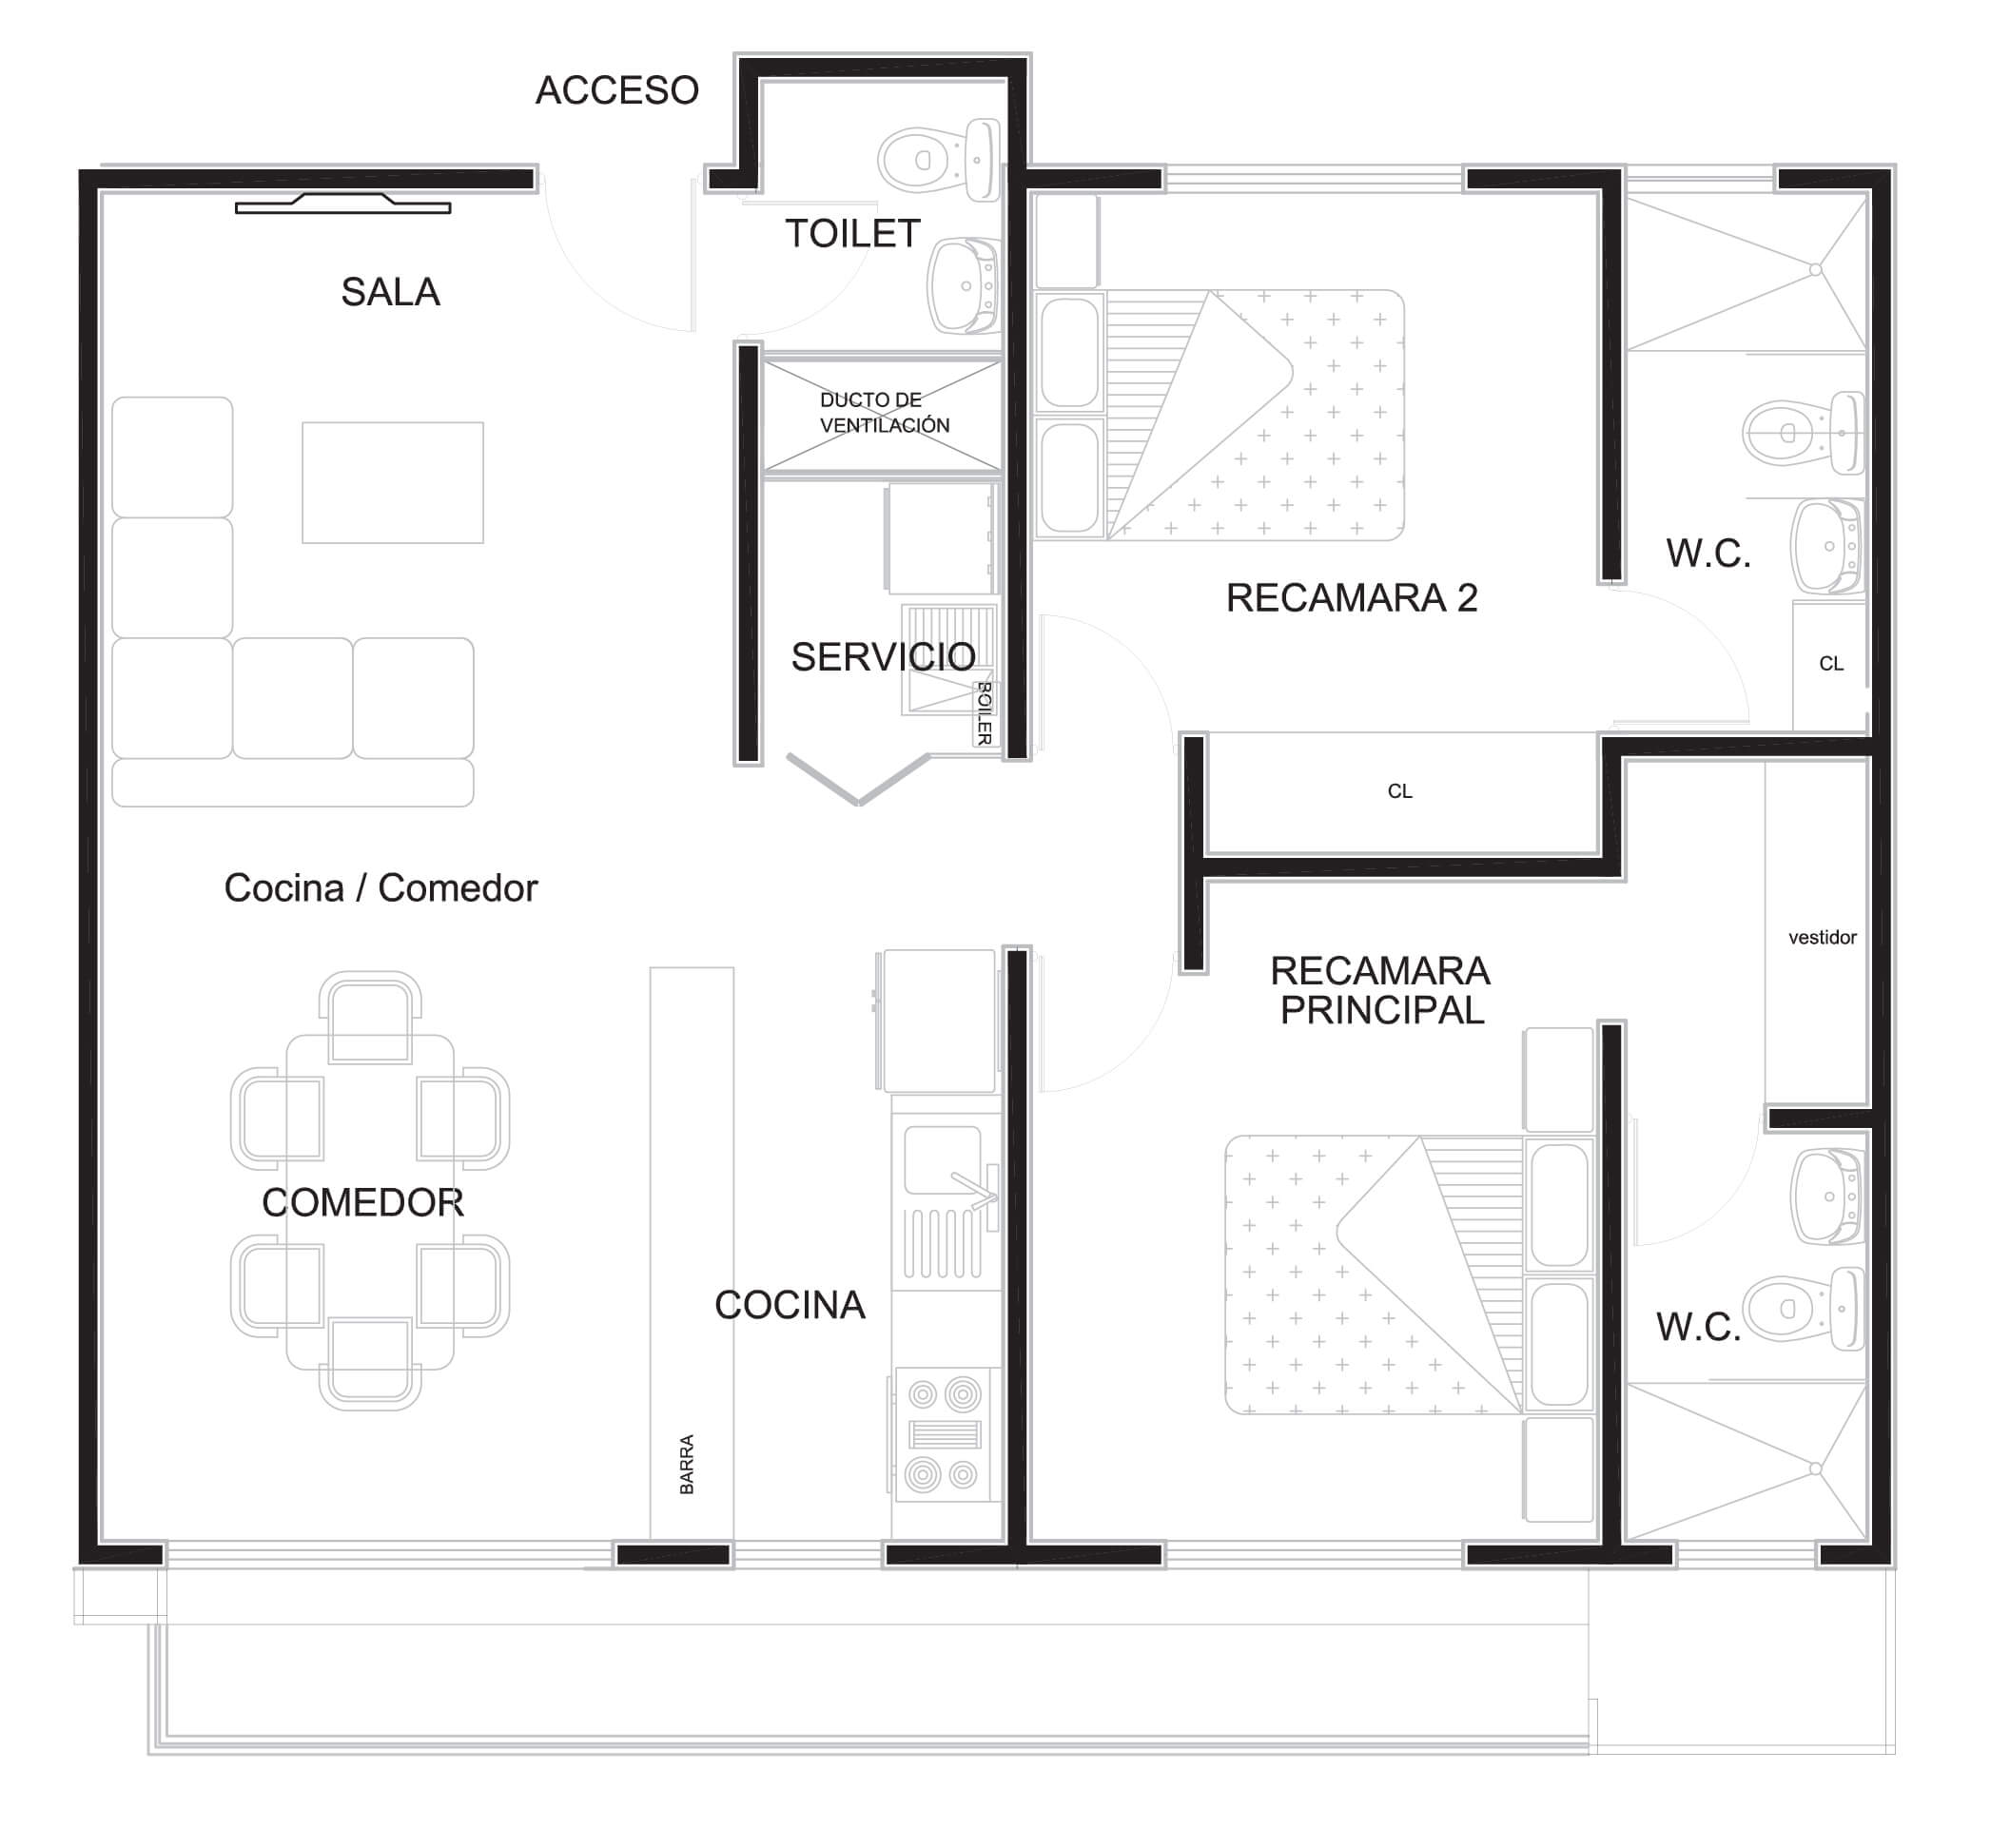 ACCESO
TOILET
SALA
DUCTO DE
VENTILACIÓN
W.C.
RECAMARA 2
SERVICIO
CL
BOILER
CL
Cocina / Comedor
vestidor
RECAMARA
PRINCIPAL
COMEDOR
COCINA
W.C.
BARRA